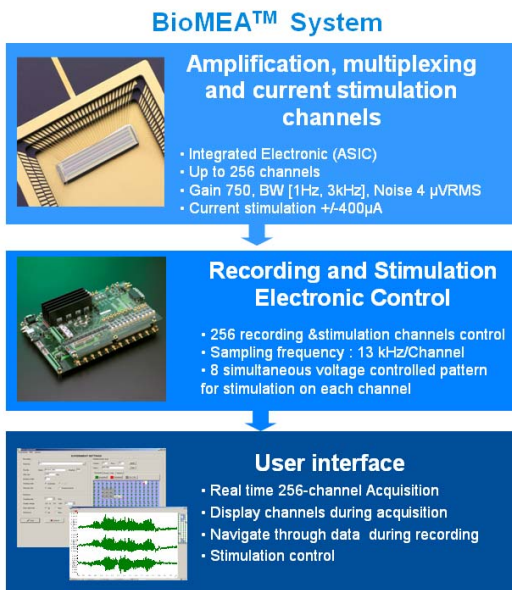 BioMEA™ System
Amplification, multiplexing
and current stimulation
channels
▪ Integrated Electronic (ASIC)
▪ Up to 256 channels
▪ Gain 750, BW [1Hz, 3kHz], Noise 4 µVRMS
▪ Current stimulation +/-400µA
Recording and Stimulation
Electronic Control
▪ 256 recording &stimulation channels control
▪ Sampling frequency : 13 kHz/Channel
▪ 8 simultaneous voltage controlled pattern
for stimulation on each channel
User interface
▪ Real time 256-channel Acquisition
▪ Display channels during acquisition
▪ Navigate through data during recording
▪ Stimulation control